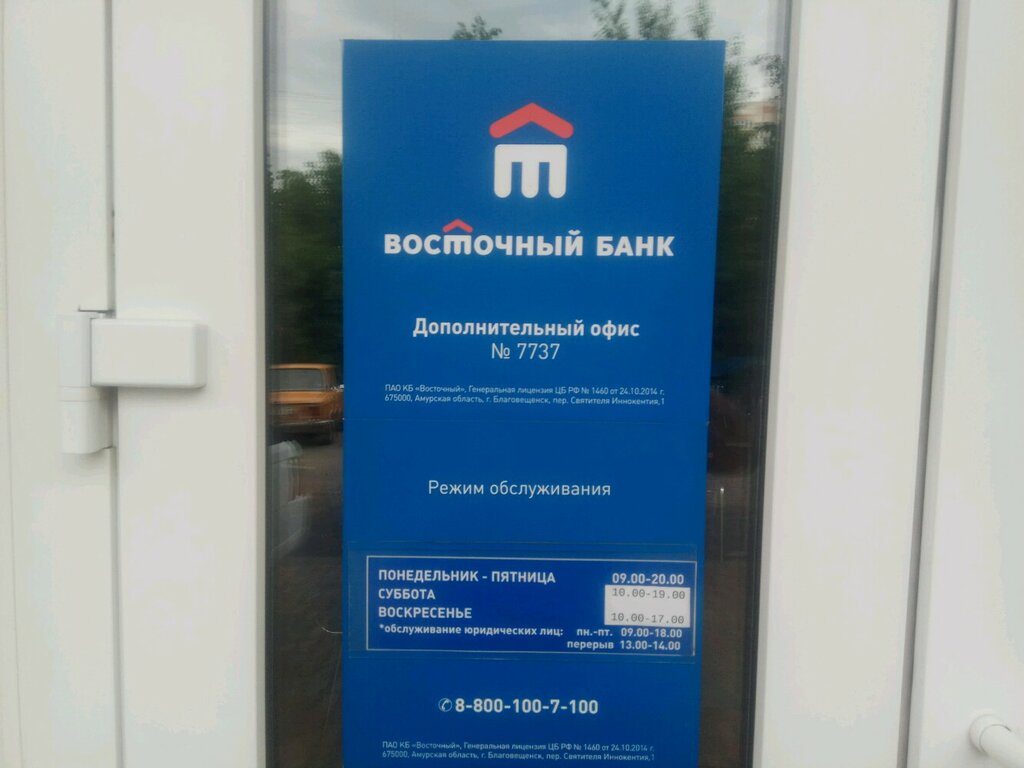 ВОСТОЧНЫЙ БАНК
Дополнительный офис
№ 7737
ПАО КБ «Восточный», Генеральная лицензия ЦБ РФ № 1460 от 24.10.2014 г.
675000, Амурская область, г. Благовещенск, пер. Святителя Иннокентия,1
Режим обслуживания
ПОНЕДЕЛЬНИК - ПЯТНИЦА 09.00-20.00
СУББОТА 10.00-19.00
ВОСКРЕСЕНЬЕ 10.00-17.00
*обслуживание юридических лиц: пн.-пт. 09.00-18.00
перерыв 13.00-14.00
✆ 8-800-100-7-100
ПАО КБ «Восточный», Генеральная лицензия ЦБ РФ № 1460 от 24.10.2014 г.
675000, Амурская область, г. Благовещенск, пер. Святителя Иннокентия,1